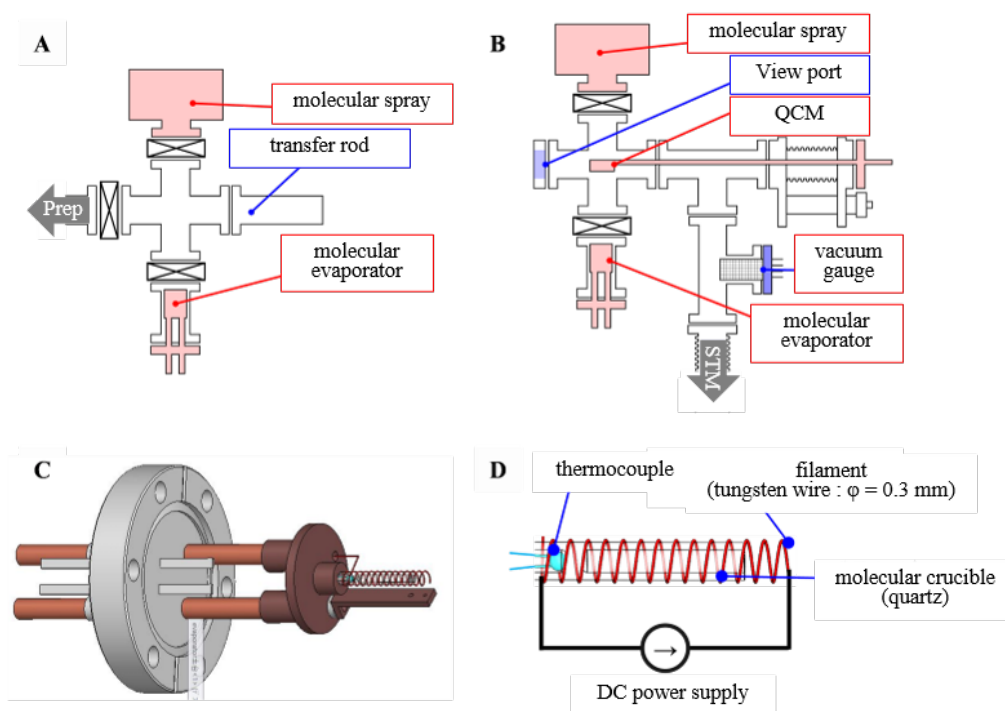 A
molecular spray
transfer rod
Prep
molecular
evaporator
B
molecular spray
View port
QCM
vacuum
gauge
molecular
evaporator
STM
C
D
thermocouple
filament
(tungsten wire : φ = 0.3 mm)
molecular crucible
(quartz)
→
DC power supply